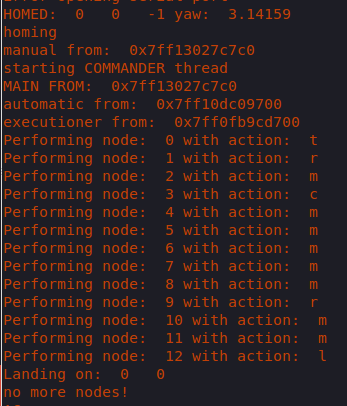 HOMED:  0   0   -1 yaw:  3.14159
homing
manual from:  0x7ff13027c7c0
starting COMMANDER thread
MAIN FROM:  0x7ff13027c7c0
automatic from:  0x7ff10dc09700
executioner from:  0x7ff0fb9cd700
Performing node:  0 with action:  t
Performing node:  1 with action:  r
Performing node:  2 with action:  m
Performing node:  3 with action:  c
Performing node:  4 with action:  m
Performing node:  5 with action:  m
Performing node:  6 with action:  m
Performing node:  7 with action:  m
Performing node:  8 with action:  m
Performing node:  9 with action:  r
Performing node:  10 with action:  m
Performing node:  11 with action:  m
Performing node:  12 with action:  l
Landing on:  0   0
no more nodes!